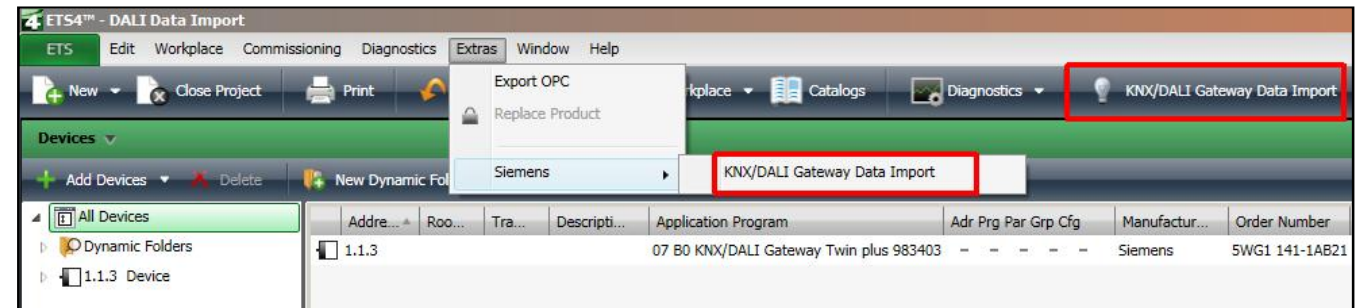 ETS4™ - DALI Data Import
ETS Edit Workplace Commissioning Diagnostics Extras Window Help
New Close Project Print kplace Catalogs Diagnostics KNX/DALI Gateway Data Import
Export OPC
Replace Product
Devices
Add Devices Delete New Dynamic Fol
Siemens KNX/DALI Gateway Data Import
All Devices Addre... Roo... Tra... Descripti... Application Program Adr Prg Par Grp Cfg Manufactur... Order Number
Dynamic Folders 1.1.3 07 B0 KNX/DALI Gateway Twin plus 983403 – – – – – Siemens 5WG1 141-1AB21
1.1.3 Device